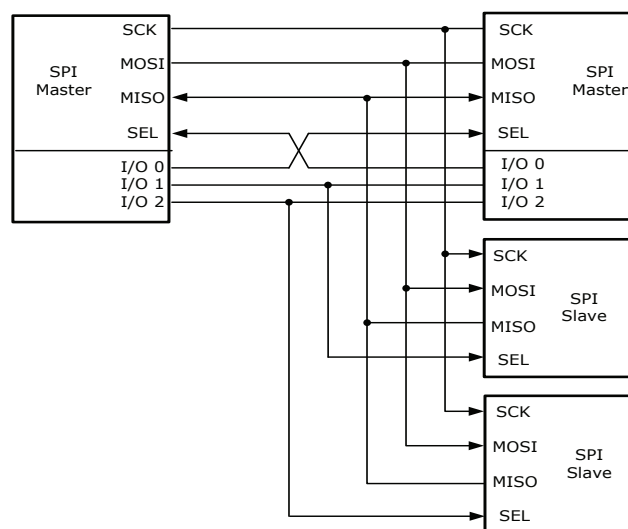 SCK
MOSI
SPI
Master
MISO
SEL
I/O 0
I/O 1
I/O 2
SCK
MOSI
SPI
Master
MISO
SEL
I/O 0
I/O 1
I/O 2
SCK
MOSI
SPI
Slave
MISO
SEL
SCK
MOSI
SPI
Slave
MISO
SEL